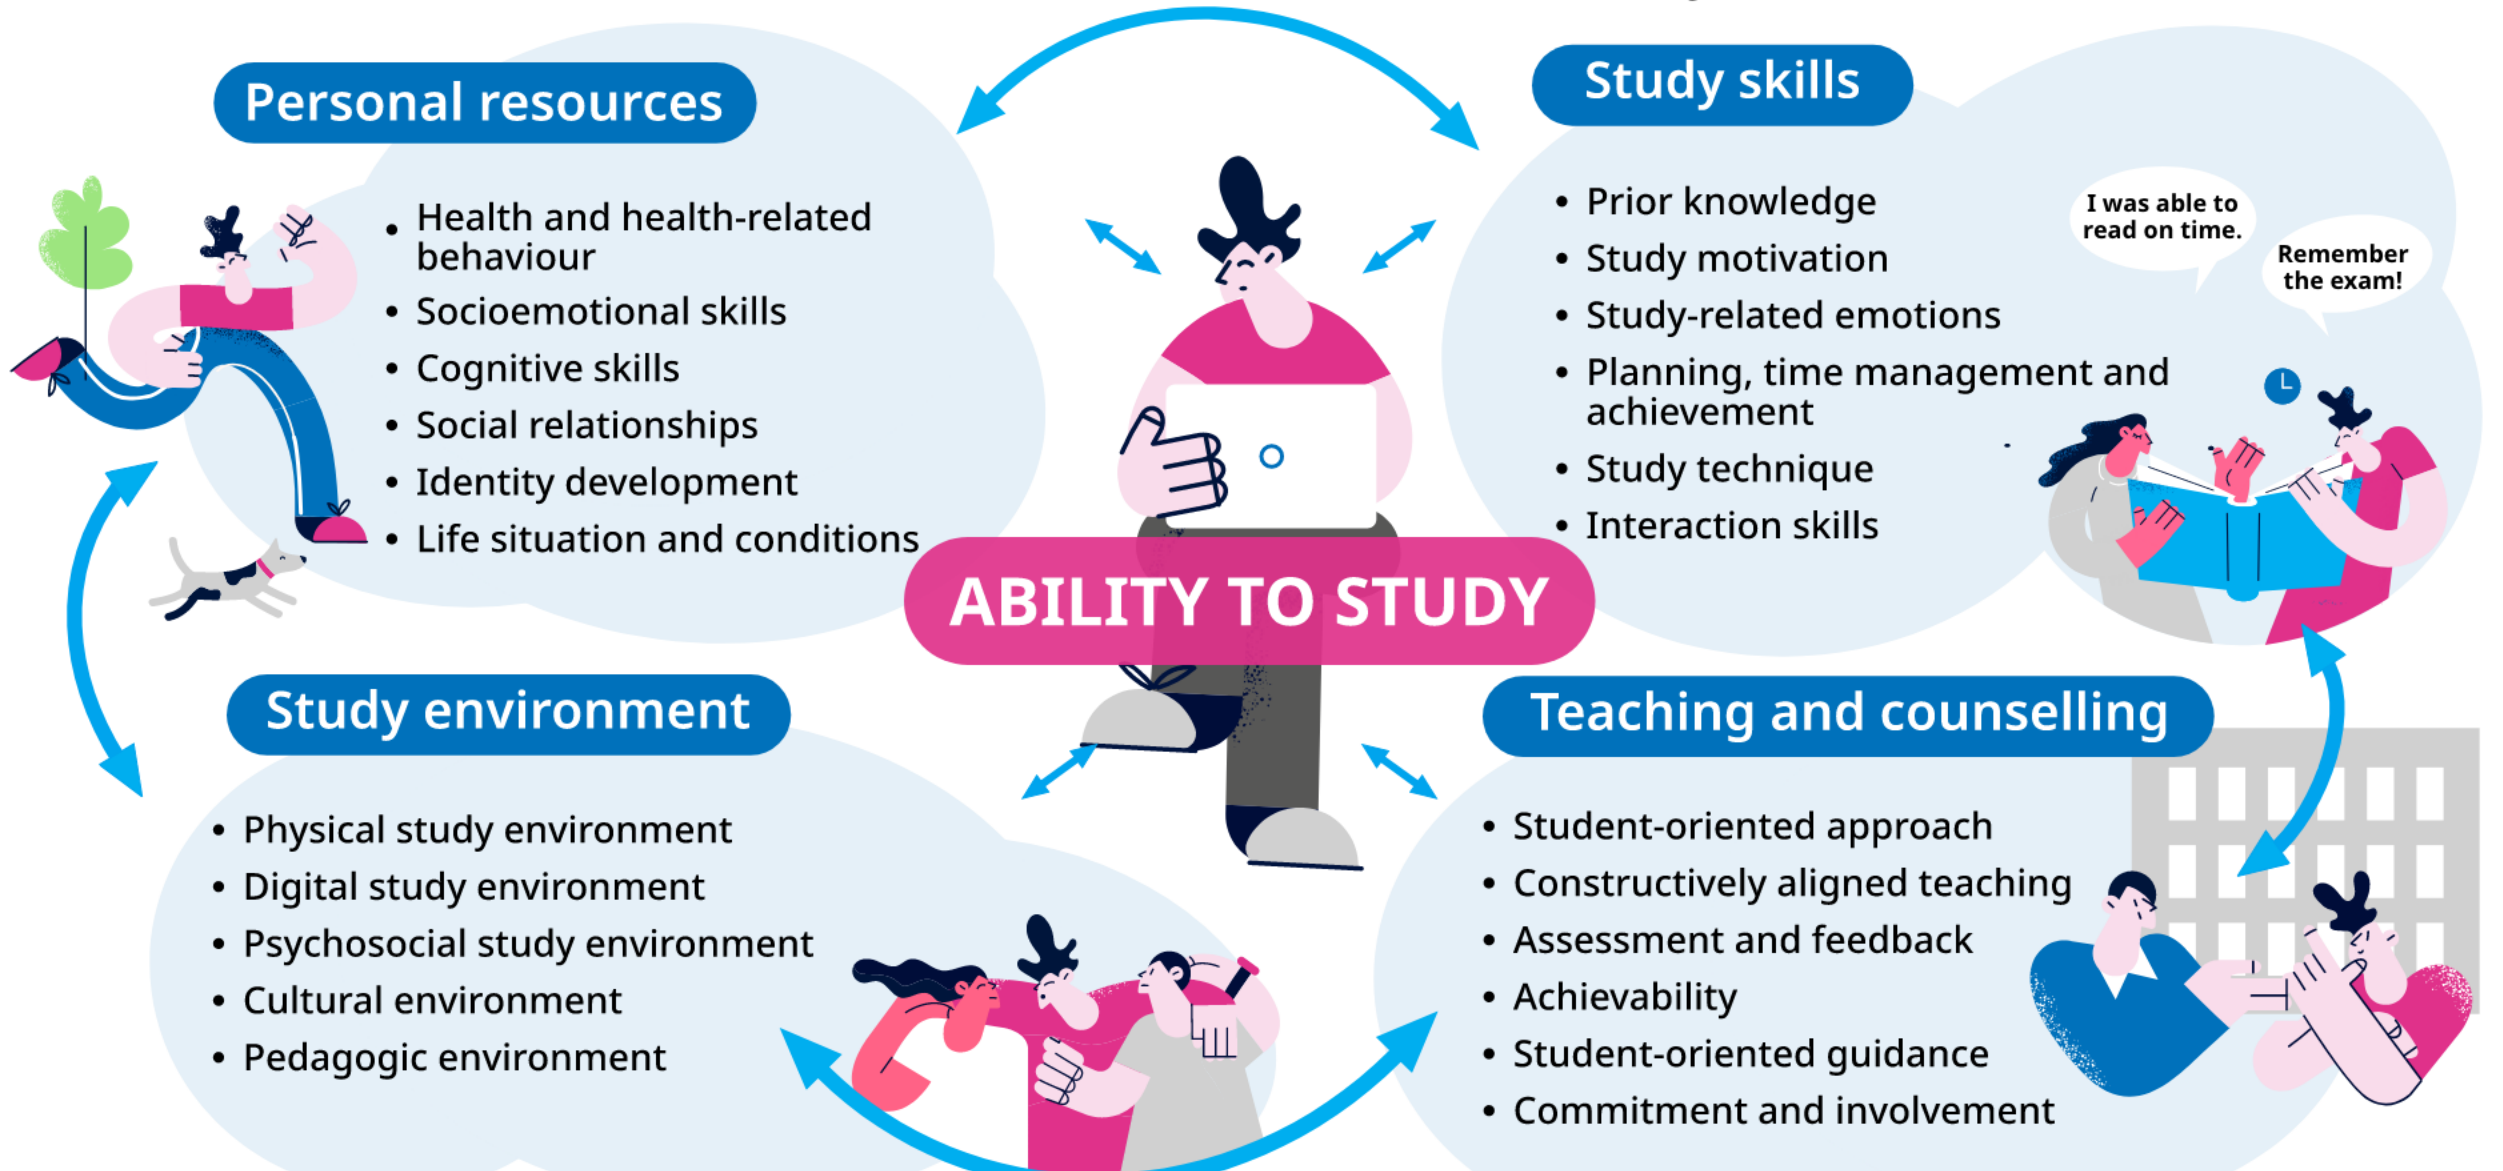 Personal resources
• Health and health-related
behaviour
• Socioemotional skills
• Cognitive skills
• Social relationships
• Identity development
• Life situation and conditions
Study skills
• Prior knowledge
• Study motivation
• Study-related emotions
• Planning, time management and
achievement
• Study technique
• Interaction skills
I was able to
read on time.
Remember
the exam!
ABILITY TO STUDY
Study environment
• Physical study environment
• Digital study environment
• Psychosocial study environment
• Cultural environment
• Pedagogic environment
Teaching and counselling
• Student-oriented approach
• Constructively aligned teaching
• Assessment and feedback
• Achievability
• Student-oriented guidance
• Commitment and involvement